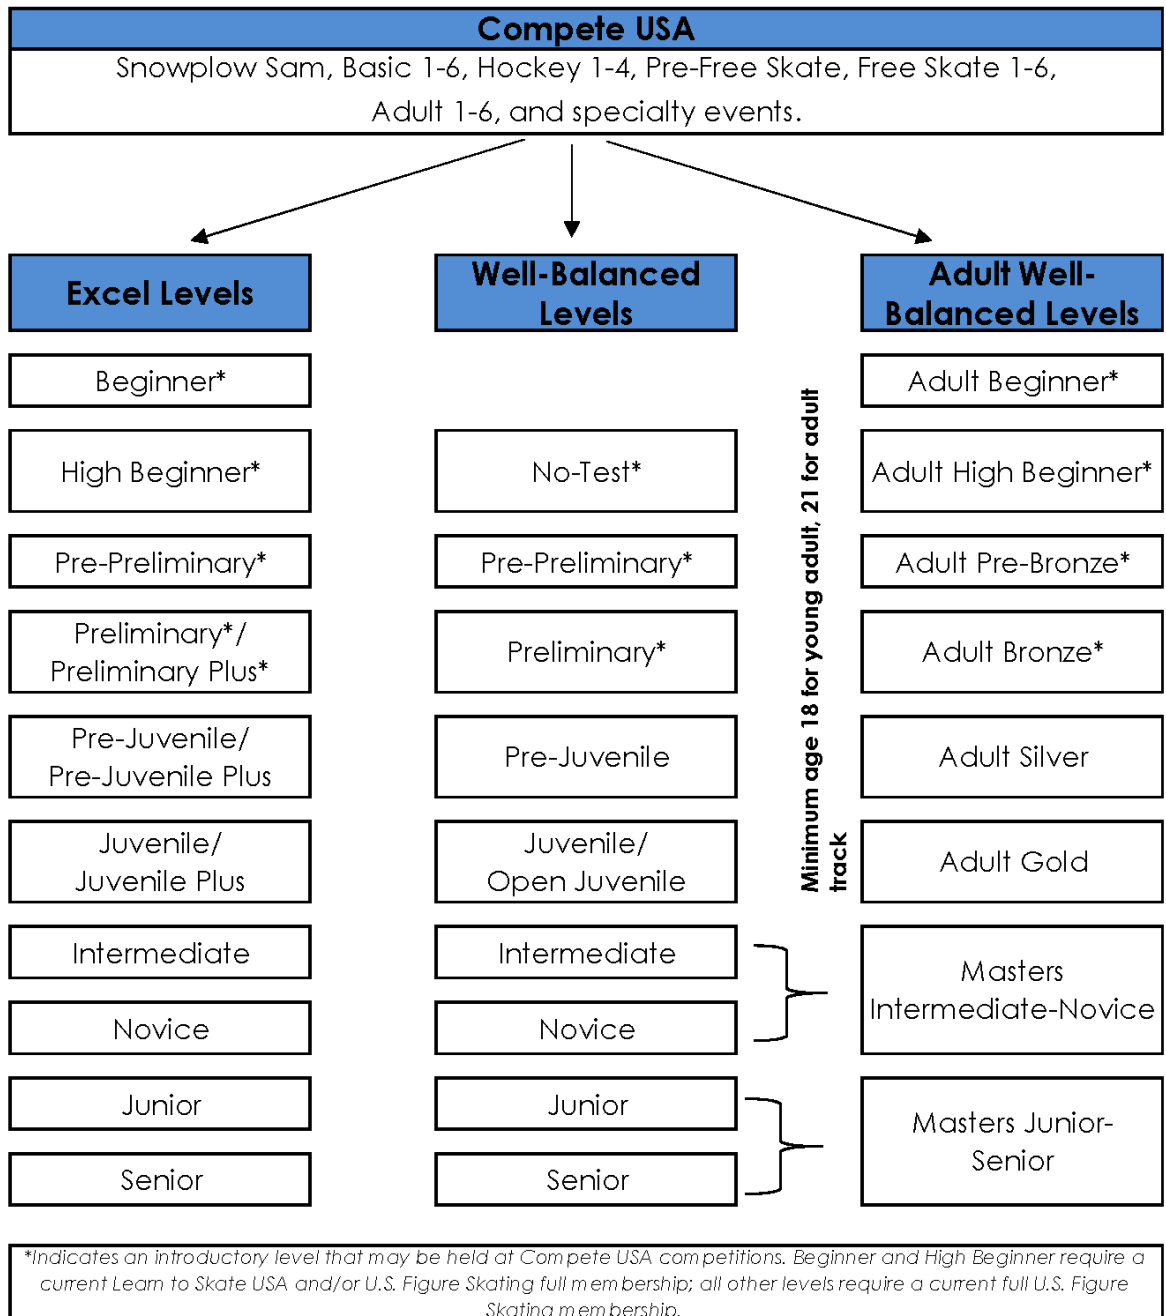 Compete USA
Snowplow Sam, Basic 1-6, Hockey 1-4, Pre-Free Skate, Free Skate 1-6,
Adult 1-6, and specialty events.
Excel Levels
Beginner*
High Beginner*
Pre-Preliminary*
Preliminary*/
Preliminary Plus*
Pre-Juvenile/
Pre-Juvenile Plus
Juvenile/
Juvenile Plus
Intermediate
Novice
Junior
Senior
Well-Balanced
Levels
No-Test*
Pre-Preliminary*
Preliminary*
Pre-Juvenile
Juvenile/
Open Juvenile
Intermediate
Novice
Junior
Senior
Minimum age 18 for young adult, 21 for adult
track
Adult Well-
Balanced Levels
Adult Beginner*
Adult High Beginner*
Adult Pre-Bronze*
Adult Bronze*
Adult Silver
Adult Gold
Masters
Intermediate-Novice
Masters Junior-
Senior
*Indicates an introductory level that may be held at Compete USA competitions. Beginner and High Beginner require a
current Learn to Skate USA and/or U.S. Figure Skating full membership; all other levels require a current full U.S. Figure
Skating membership.